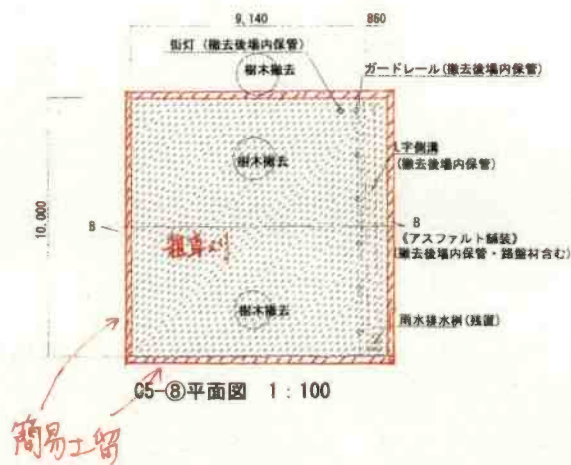 9,140
860
街灯 (撤去後場内保管)
ガードレール(撤去後場内保管)
樹木撤去
樹木撤去
L字側溝
(撤去後場内保管)
10,000
B
B
《アスファルト舗装》
(撤去後場内保管・路盤材含む)
樹木撤去
雨水排水桝(残置)
C5-⑧平面図 1:100
簡易土留